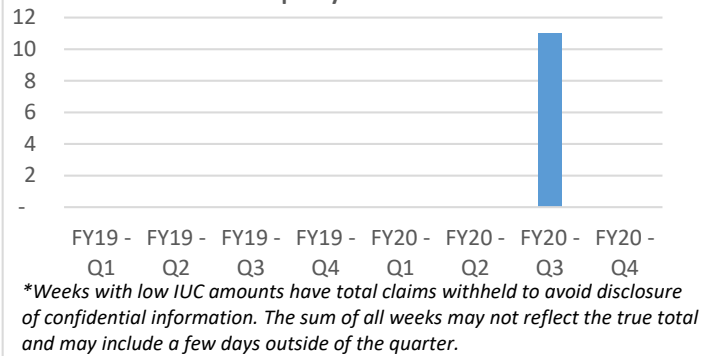 12
10
8
6
4
2
-
FY19 - FY19 - FY19 - FY19 - FY20 - FY20 - FY20 - FY20 -
Q1 Q2 Q3 Q4 Q1 Q2 Q3 Q4
*Weeks with low IUC amounts have total claims withheld to avoid disclosure
of confidential information. The sum of all weeks may not reflect the true total
and may include a few days outside of the quarter.